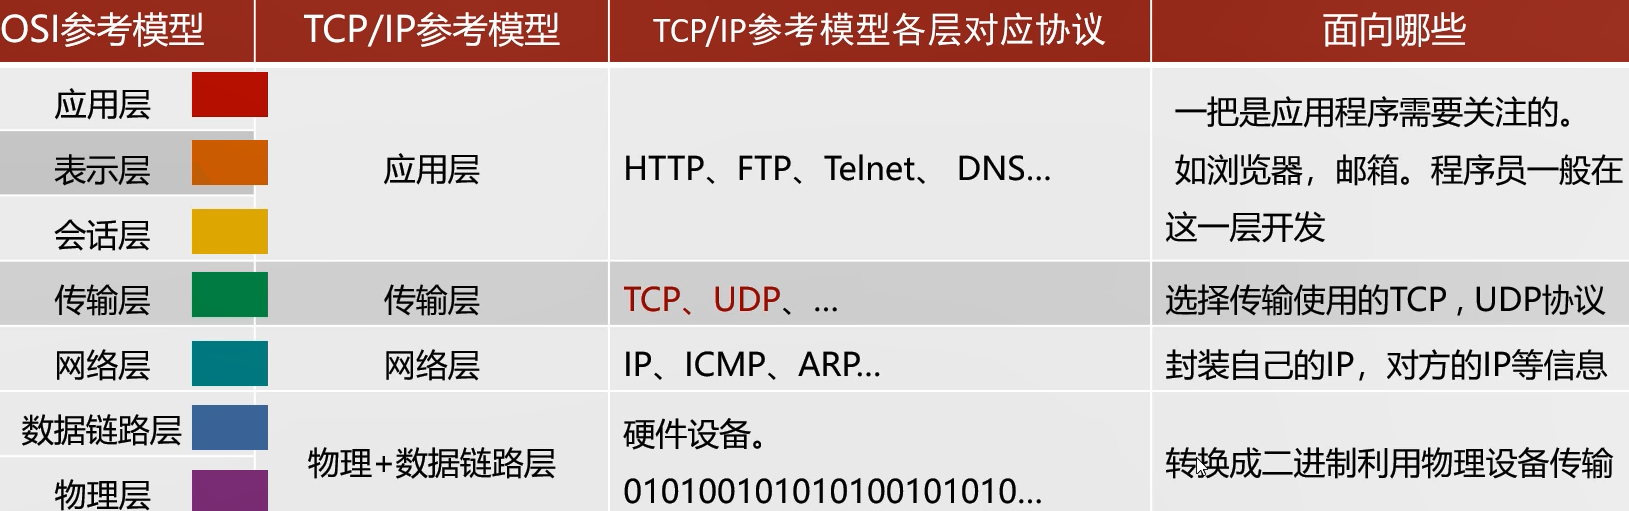 OSI参考模型
TCP/IP参考模型
TCP/IP参考模型各层对应协议
面向哪些
应用层
表示层
会话层
应用层
HTTP、FTP、Telnet、 DNS...
一把是应用程序需要关注的。
如浏览器，邮箱。程序员一般在
这一层开发
传输层
传输层
TCP、UDP、...
选择传输使用的TCP , UDP协议
网络层
网络层
IP、ICMP、ARP...
封装自己的IP，对方的IP等信息
数据链路层
物理层
物理+数据链路层
硬件设备。
010100101010100101010...
转换成二进制利用物理设备传输